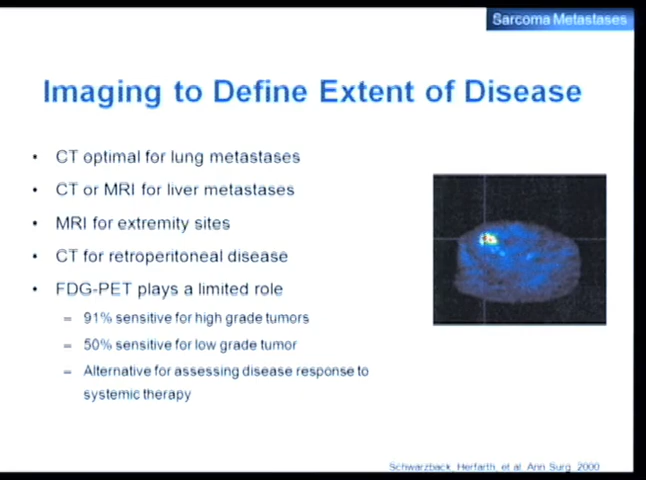 Sarcoma Metastases
Imaging to Define Extent of Disease
• CT optimal for lung metastases
• CT or MRI for liver metastases
• MRI for extremity sites
• CT for retroperitoneal disease
• FDG-PET plays a limited role
– 91% sensitive for high grade tumors
– 50% sensitive for low grade tumor
– Alternative for assessing disease response to
systemic therapy
Schwarzback, Herfarth, et al. Ann Surg, 2000